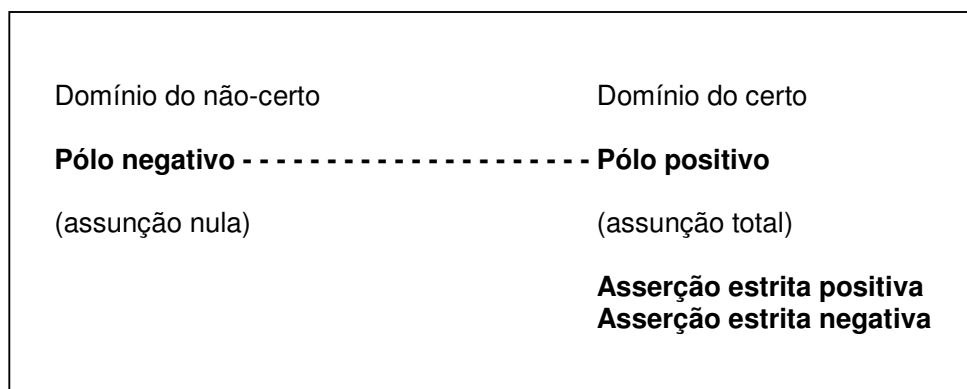 Domínio do não-certo Domínio do certo
Pólo negativo - - - - - - - - - - - - - - - - - - - - - - Pólo positivo
(assunção nula) (assunção total)
Asserção estrita positiva
Asserção estrita negativa